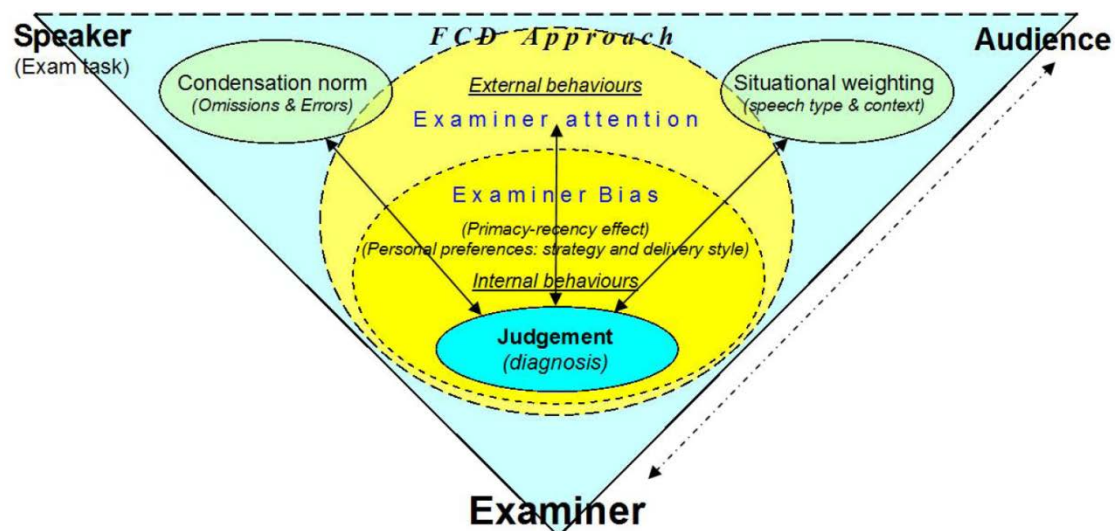 FCD Approach
Speaker
(Exam task)
Audience
Condensation norm
(Omissions & Errors)
External behaviours
Situational weighting
(speech type & context)
Examiner attention
Examiner Bias
(Primacy-recency effect)
(Personal preferences: strategy and delivery style)
Internal behaviours
Judgement
(diagnosis)
Examiner